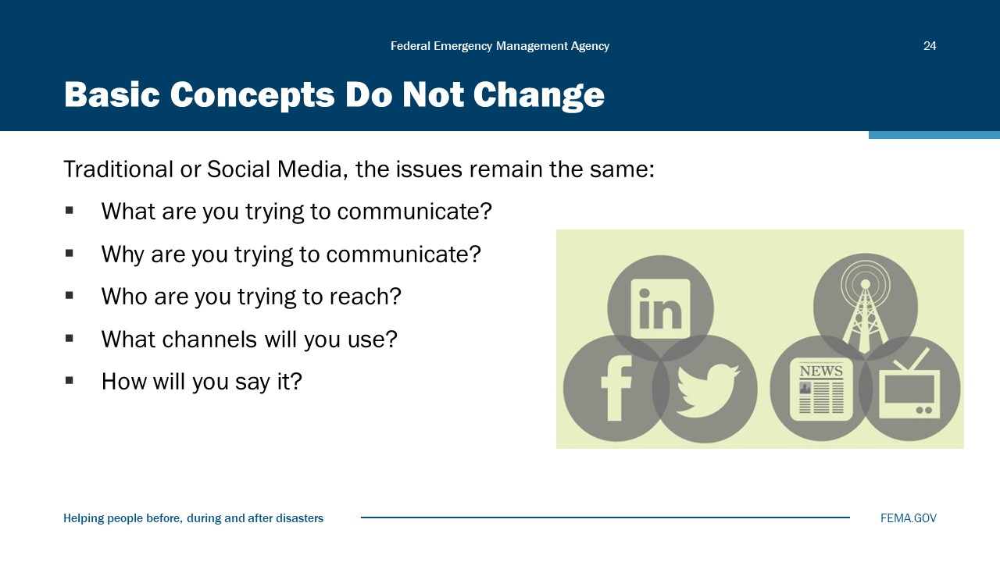 Federal Emergency Management Agency
24
Basic Concepts Do Not Change
Traditional or Social Media, the issues remain the same:
▪ What are you trying to communicate?
▪ Why are you trying to communicate?
▪ Who are you trying to reach?
▪ What channels will you use?
▪ How will you say it?
in
f
NEWS
Helping people before, during and after disasters
FEMA.GOV